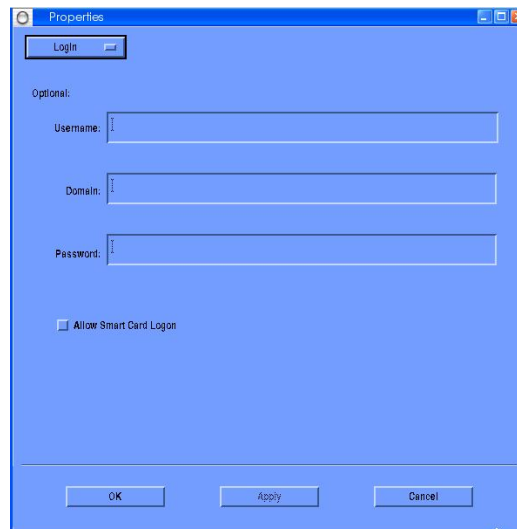 Properties
Login
Optional:
Username:
Domain:
Password:
Allow Smart Card Logon
OK Apply Cancel